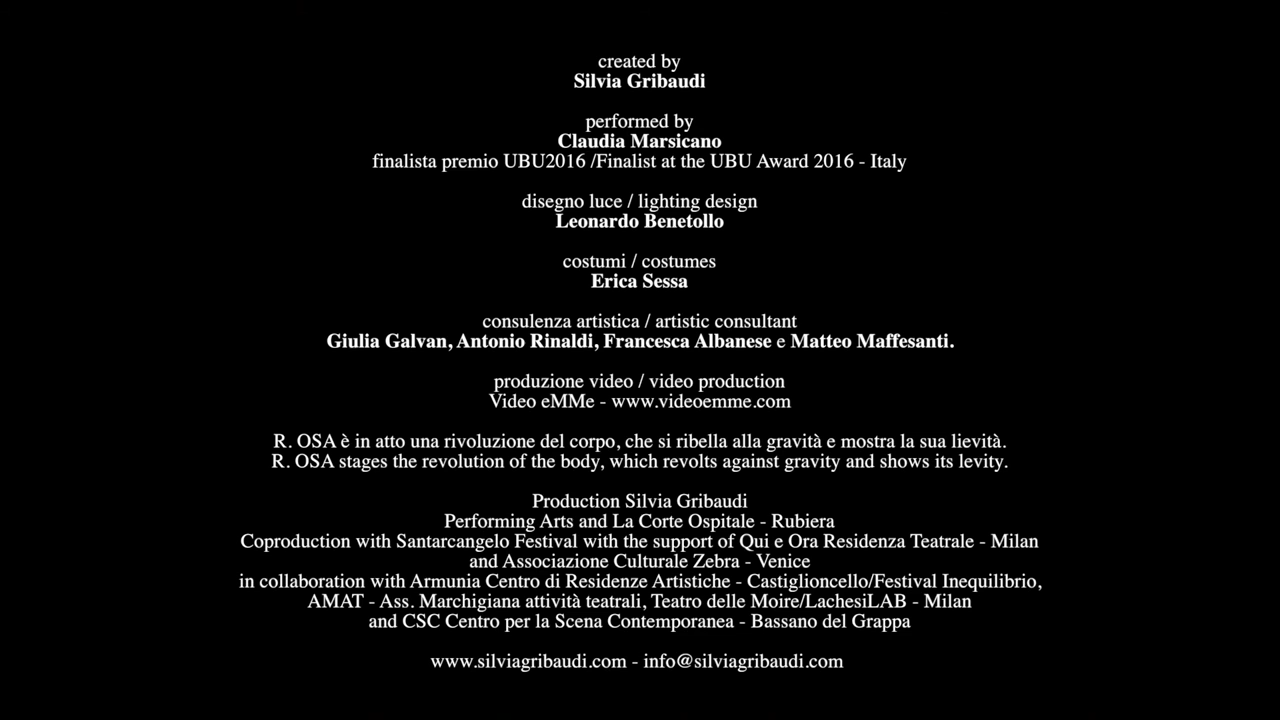 created by
Silvia Gribaudi
performed by
Claudia Marsicano
finalista premio UBU2016 /Finalist at the UBU Award 2016 - Italy
disegno luce / lighting design
Leonardo Benetollo
costumi / costumes
Erica Sessa
consulenza artistica / artistic consultant
Giulia Galvan, Antonio Rinaldi, Francesca Albanese e Matteo Maffesanti.
produzione video / video production
Video eMMe - www.videoemme.com
R. OSA è in atto una rivoluzione del corpo, che si ribella alla gravità e mostra la sua lievità.
R. OSA stages the revolution of the body, which revolts against gravity and shows its levity.
Production Silvia Gribaudi
Performing Arts and La Corte Ospitale - Rubiera
Coproduction with Santarcangelo Festival with the support of Qui e Ora Residenza Teatrale - Milan
and Associazione Culturale Zebra - Venice
in collaboration with Armunia Centro di Residenze Artistiche - Castiglioncello/Festival Inequilibrio,
AMAT - Ass. Marchigiana attività teatrali, Teatro delle Moire/LachesiLAB - Milan
and CSC Centro per la Scena Contemporanea - Bassano del Grappa
www.silviagribaudi.com - info@silviagribaudi.com